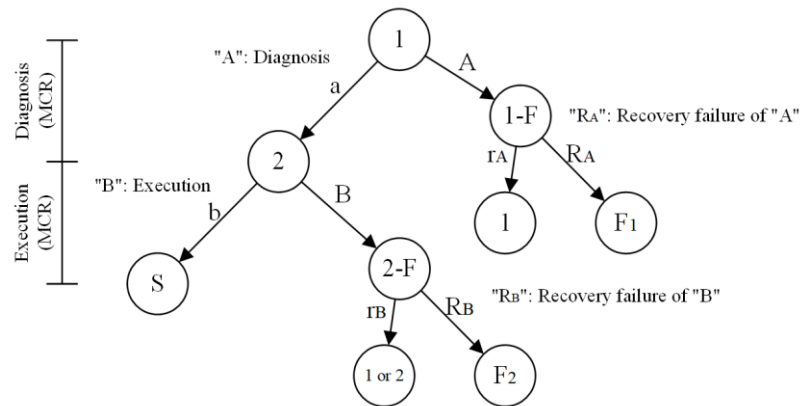 1
"A": Diagnosis
A
a
Diagnosis
(MCR)
1-F
"RA": Recovery failure of "A"
rA
RA
2
"B": Execution
b
B
1
F1
Execution
(MCR)
S
2-F
"RB": Recovery failure of "B"
rB
RB
1 or 2
F2